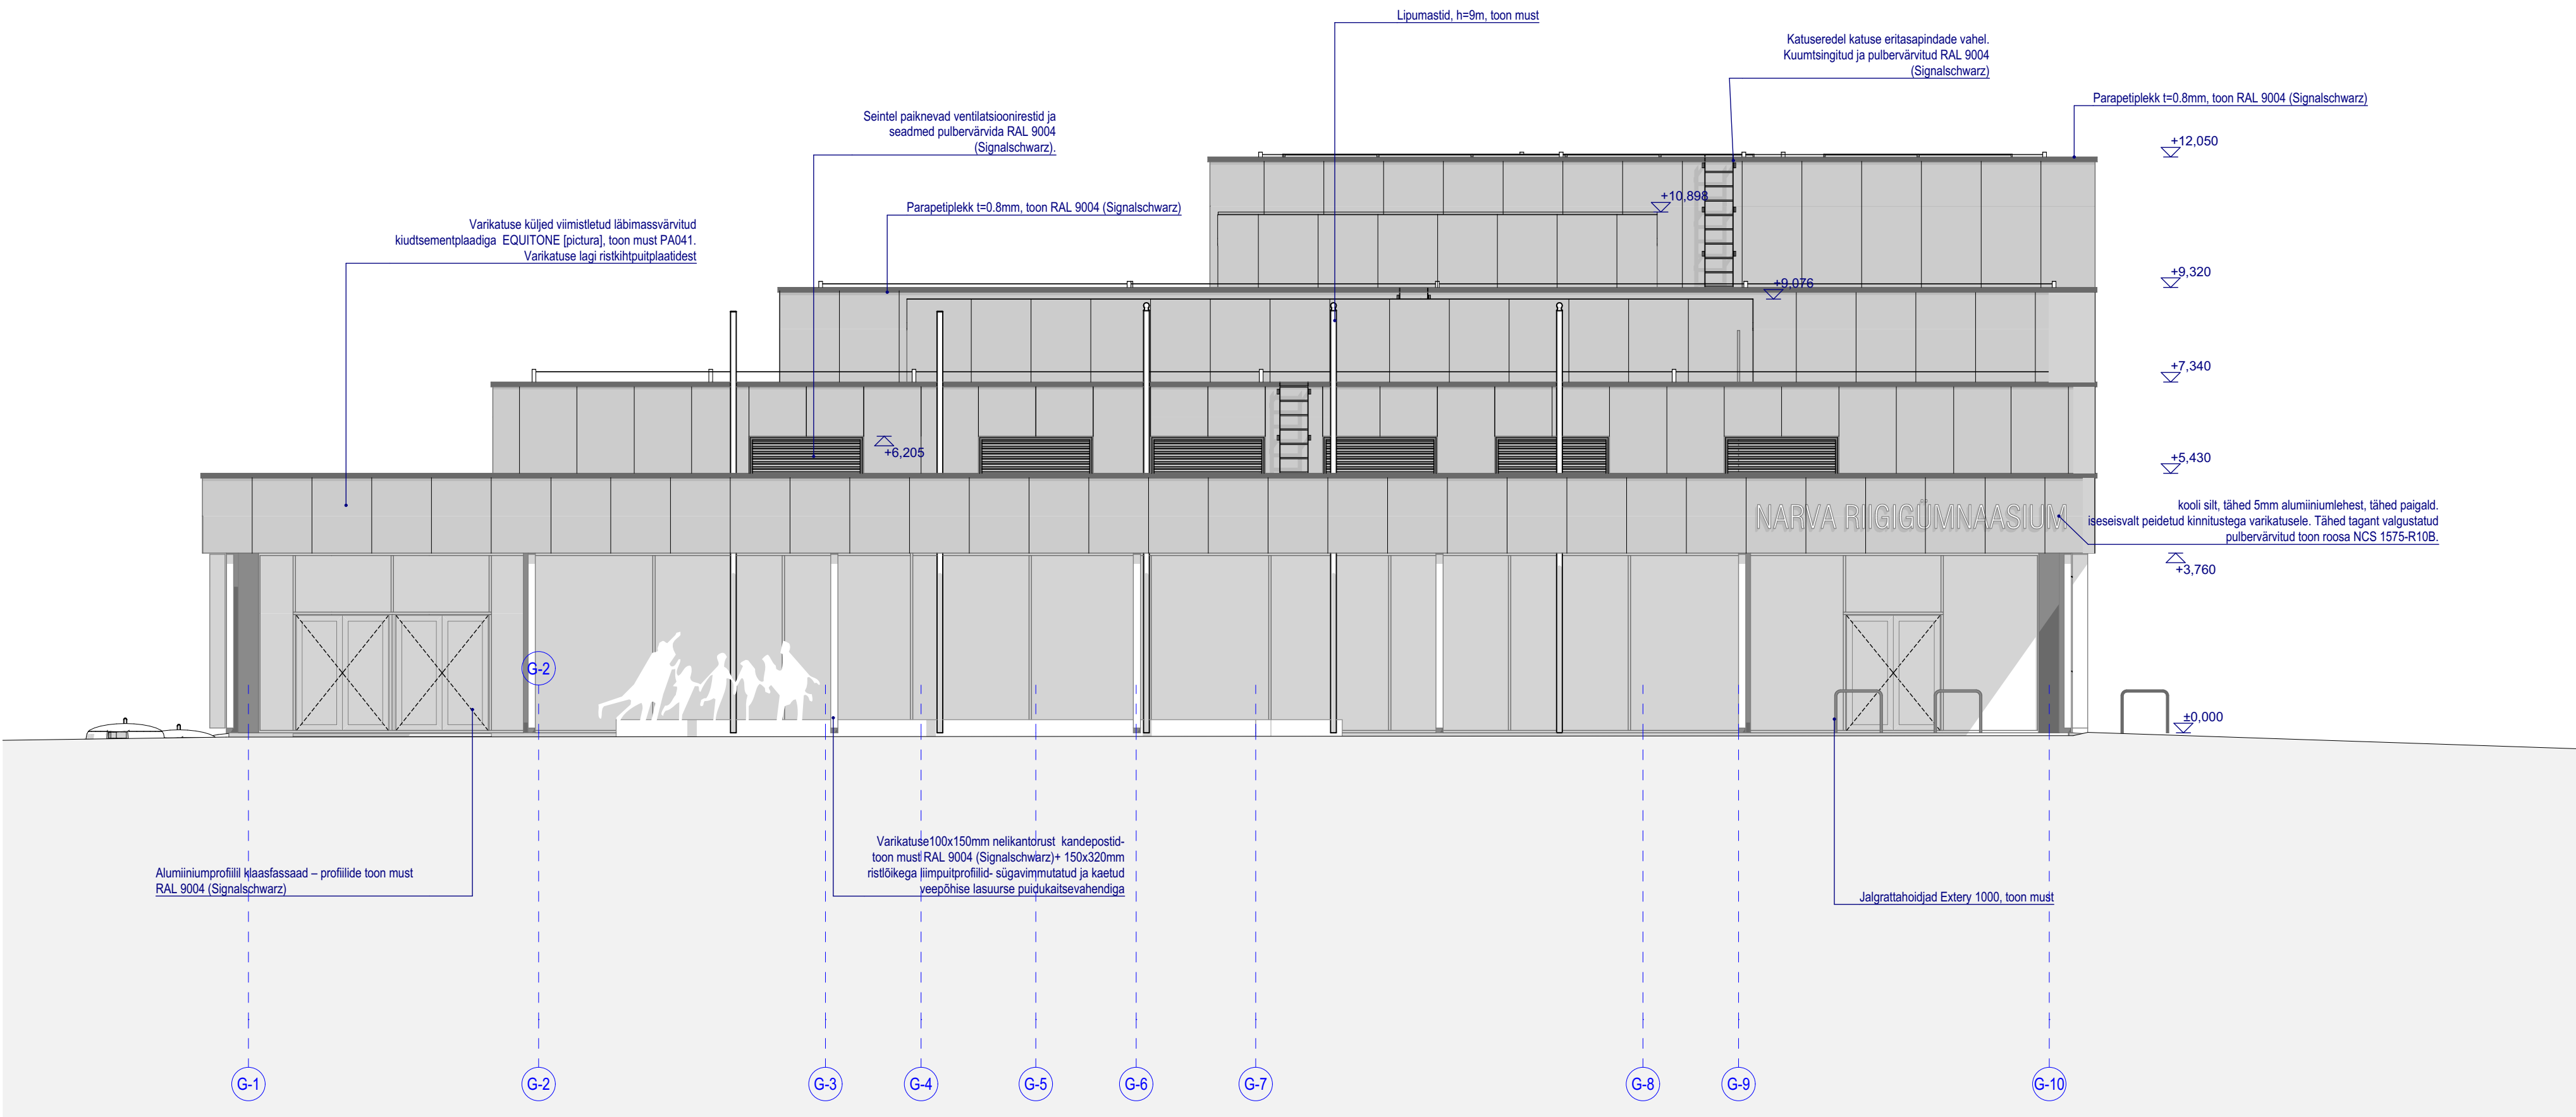 Lipumastid, h=9m, toon must
Katuseredel katuse eritasapindade vahel.
Kuumtsingitud ja pulbervärvitud RAL 9004
(Signalschwarz)
Parapetiplekk t=0.8mm, toon RAL 9004 (Signalschwarz)
Seintel paiknevad ventilatsioonirestid ja
seadmed pulbervärvida RAL 9004
(Signalschwarz).
+12,050
+10,898
Parapetiplekk t=0.8mm, toon RAL 9004 (Signalschwarz)
Varikatuse küljed viimistletud läbimassvärvitud
kiudtsementplaadiga EQUITONE [pictura], toon must PA041.
Varikatuse lagi ristkihtpuitplaatidest
+9,320
+9,076
+7,340
+6,205
+5,430
NARVA RIIGIGÜMNAASIUM
kooli silt, tähed 5mm alumiiniumlehest, tähed paigald.
iseseisvalt peidetud kinnitustega varikatusele. Tähed tagant valgustatud
pulbervärvitud toon roosa NCS 1575-R10B.
+3,760
G-2
±0,000
Varikatuse100x150mm nelikantorust kandepostid-
toon must RAL 9004 (Signalschwarz)+ 150x320mm
ristlõikega liimpuitprofiilid- sügavimmutatud ja kaetud
veepõhise lasuurse puidukaitsevahendiga
Alumiiniumprofiilil klaasfassaad – profiilide toon must
RAL 9004 (Signalschwarz)
Jalgrattahoidjad Extery 1000, toon must
G-1
G-2
G-3
G-4
G-5
G-6
G-7
G-8
G-9
G-10